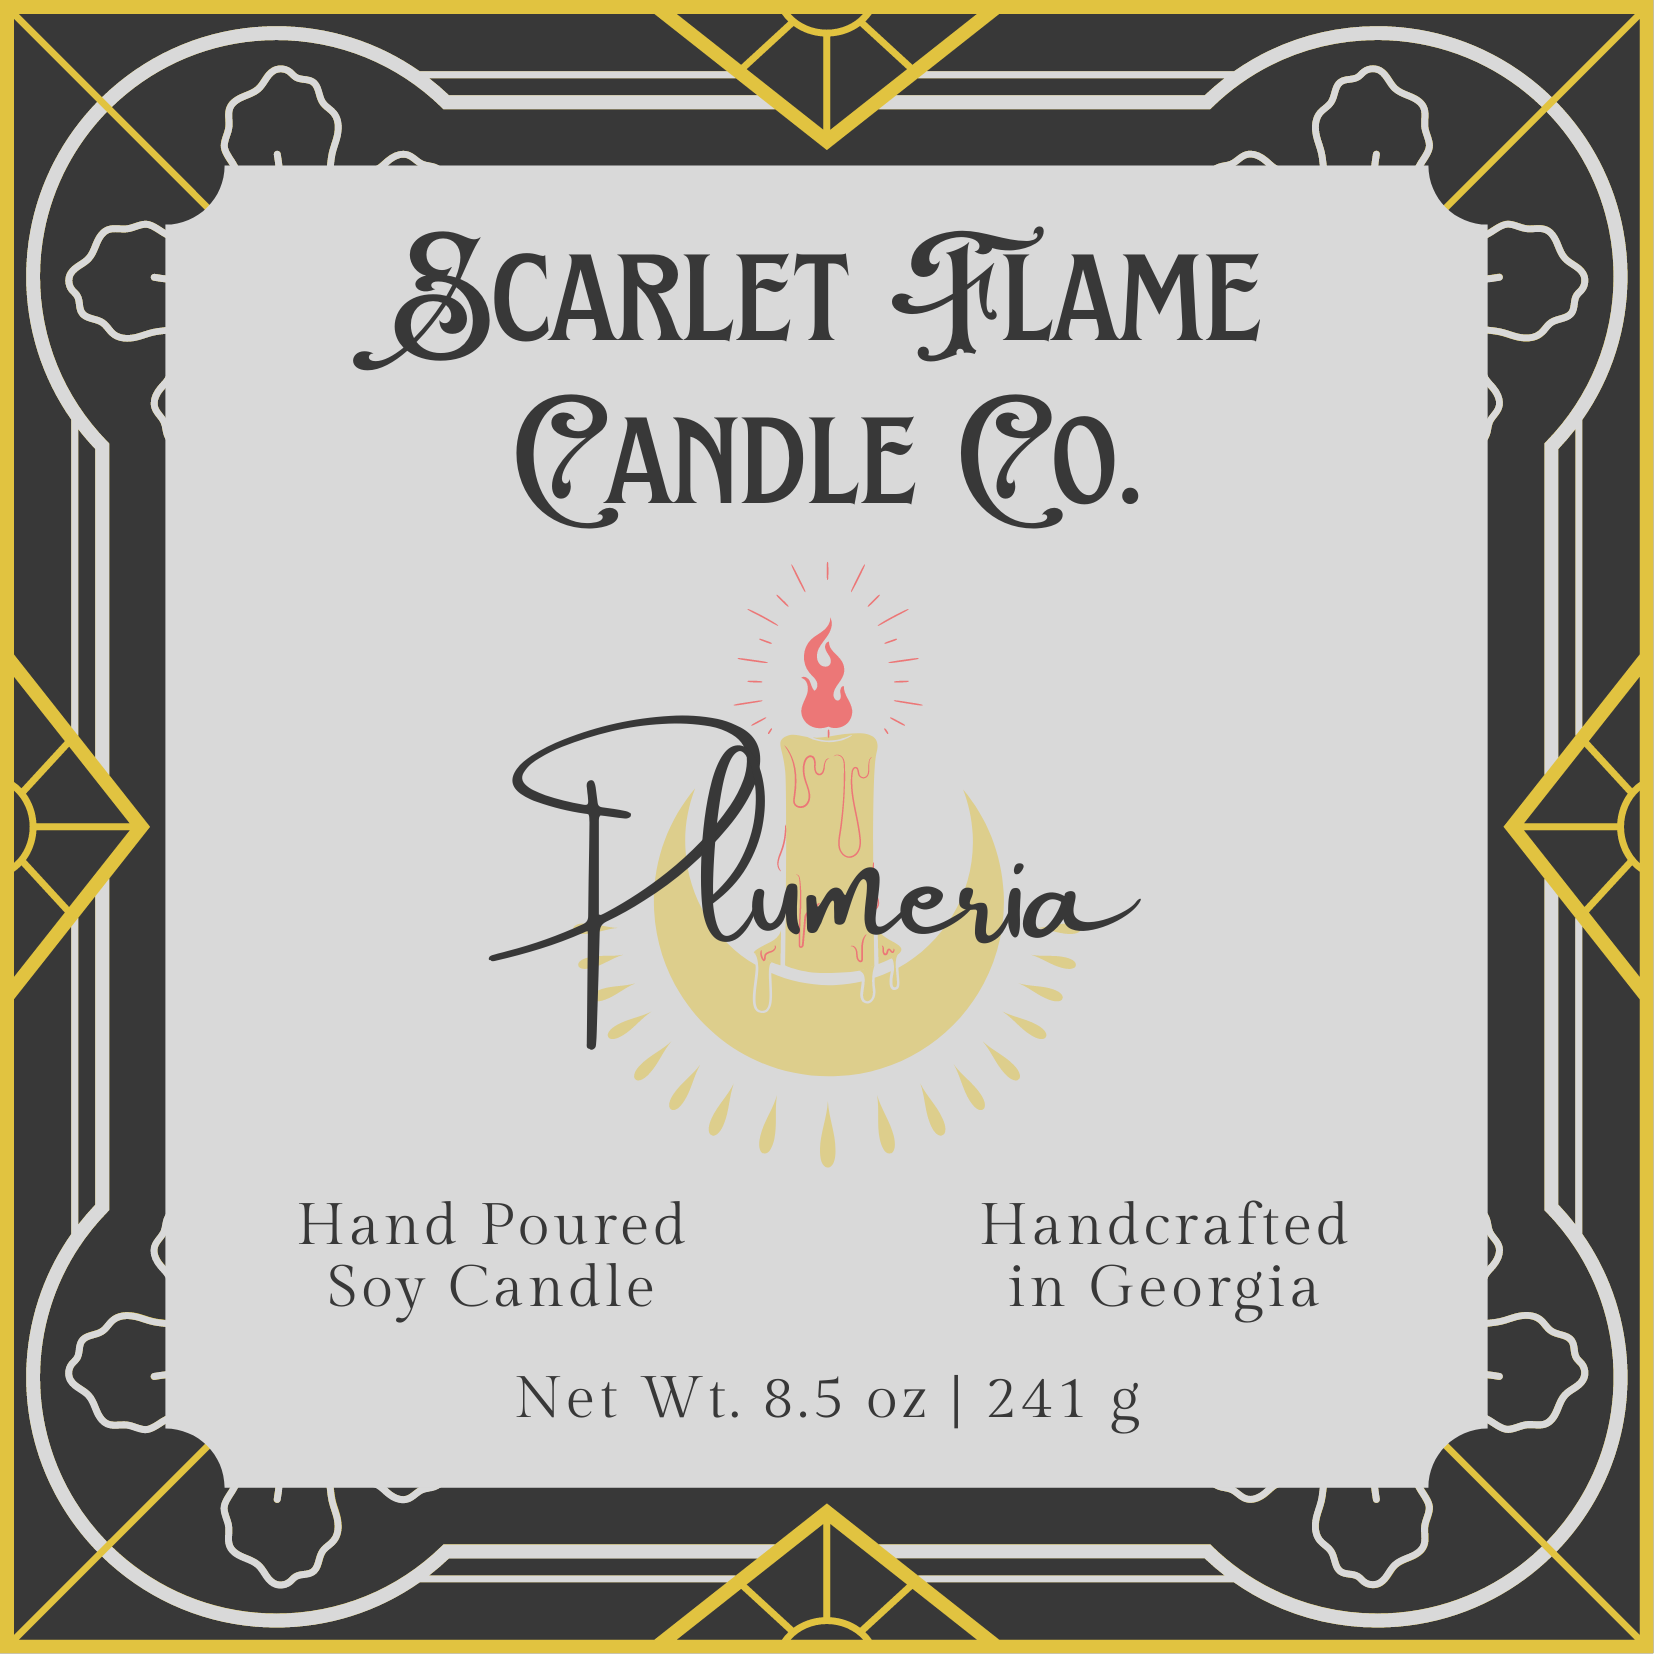 Scarlet Flame
Candle Co.
Plumeria
Hand Poured
Soy Candle
Handcrafted
in Georgia
Net Wt. 8.5 oz | 241 g